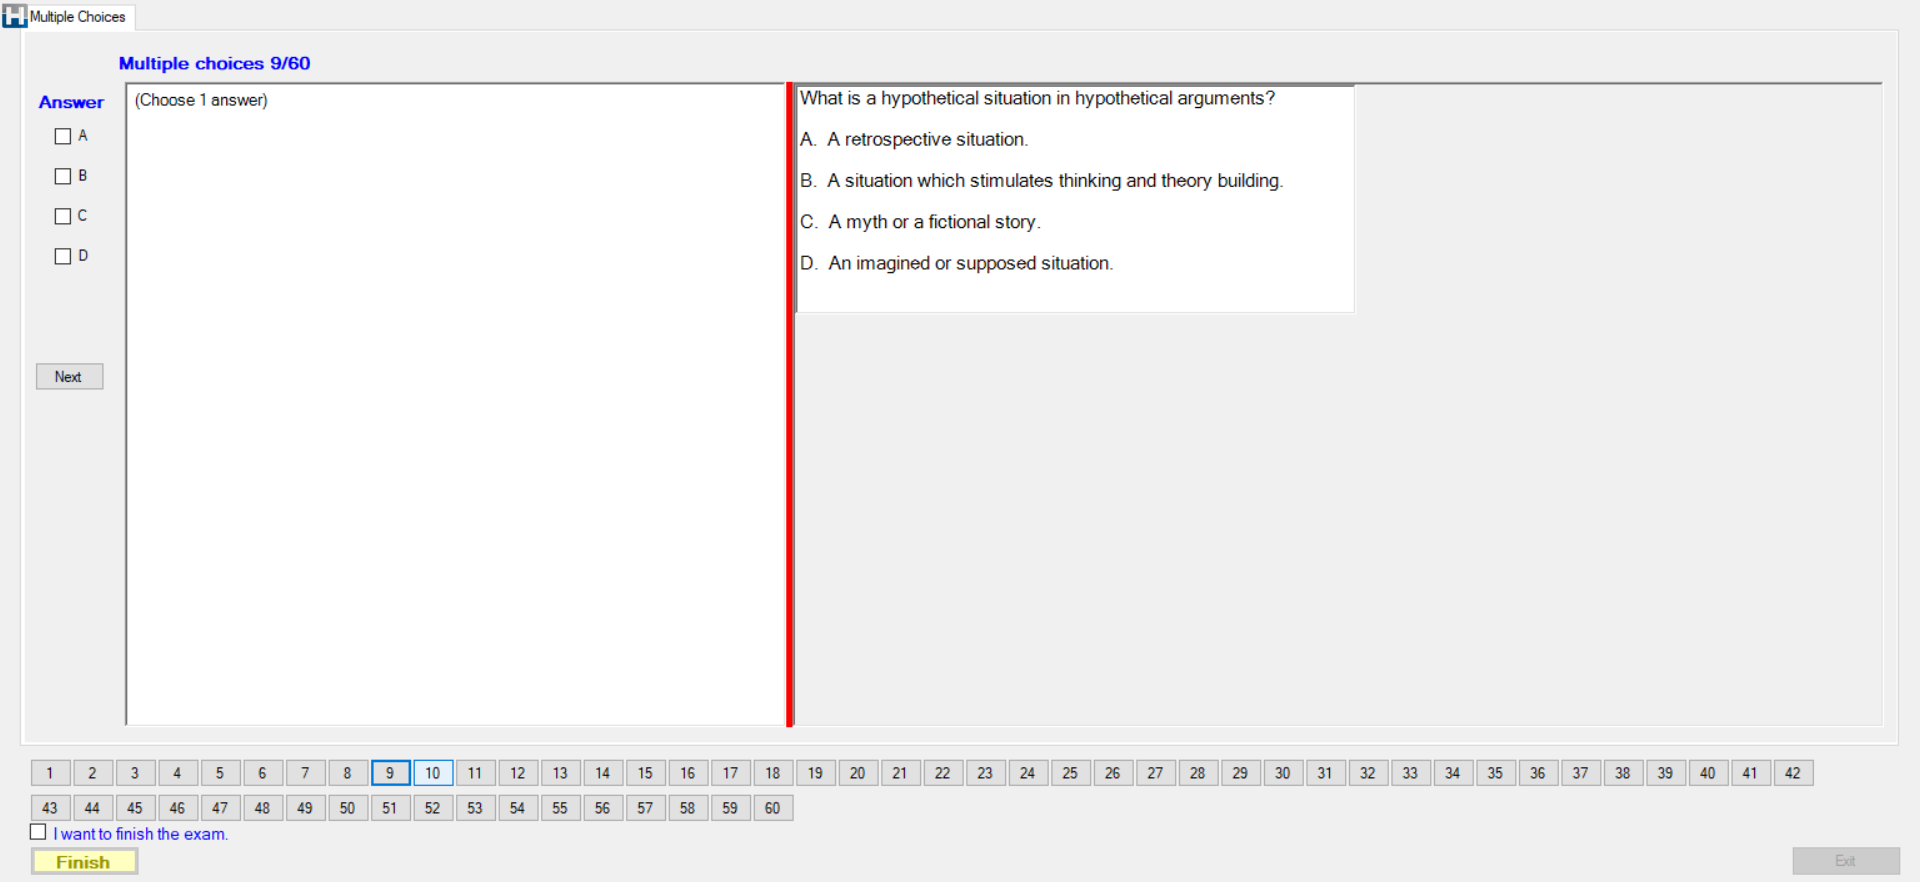 Multiple Choices
Multiple choices 9/60
Answer
A
B
C
D
Next
(Choose 1 answer)
What is a hypothetical situation in hypothetical arguments?
A. A retrospective situation.
B. A situation which stimulates thinking and theory building.
C. A myth or a fictional story.
D. An imagined or supposed situation.
1 2 3 4 5 6 7 8 9 10 11 12 13 14 15 16 17 18 19 20 21 22 23 24 25 26 27 28 29 30 31 32 33 34 35 36 37 38 39 40 41 42
43 44 45 46 47 48 49 50 51 52 53 54 55 56 57 58 59 60
I want to finish the exam.
Finish
Exit